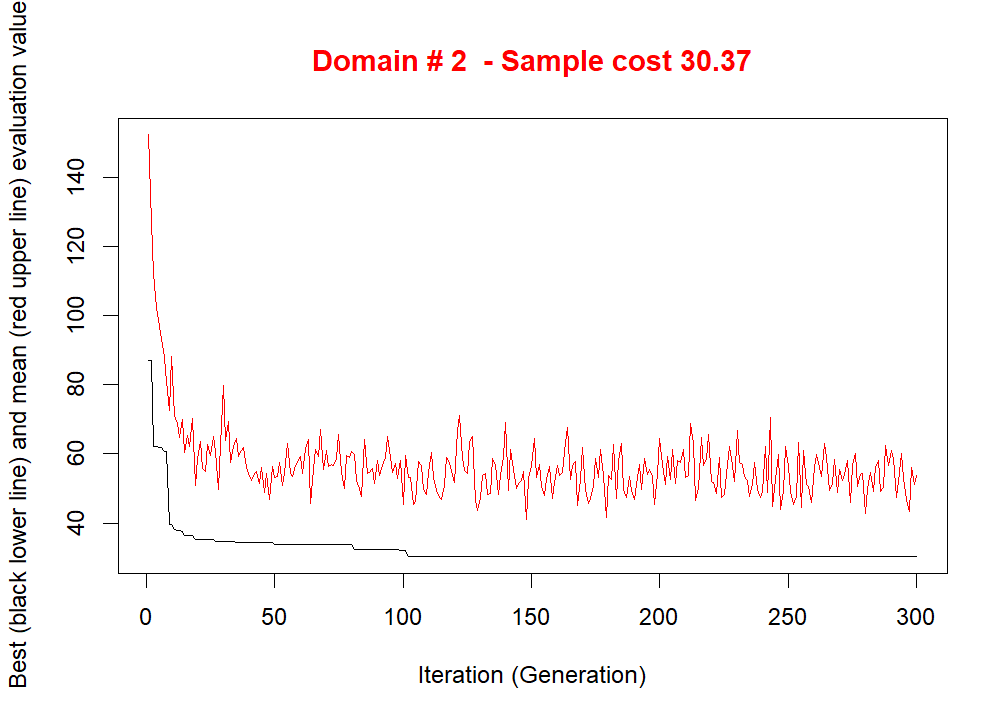 Domain # 2  - Sample cost 30.37
Best (black lower line) and mean (red upper line) evaluation value
140
120
100
80
60
40
0 50 100 150 200 250 300
Iteration (Generation)